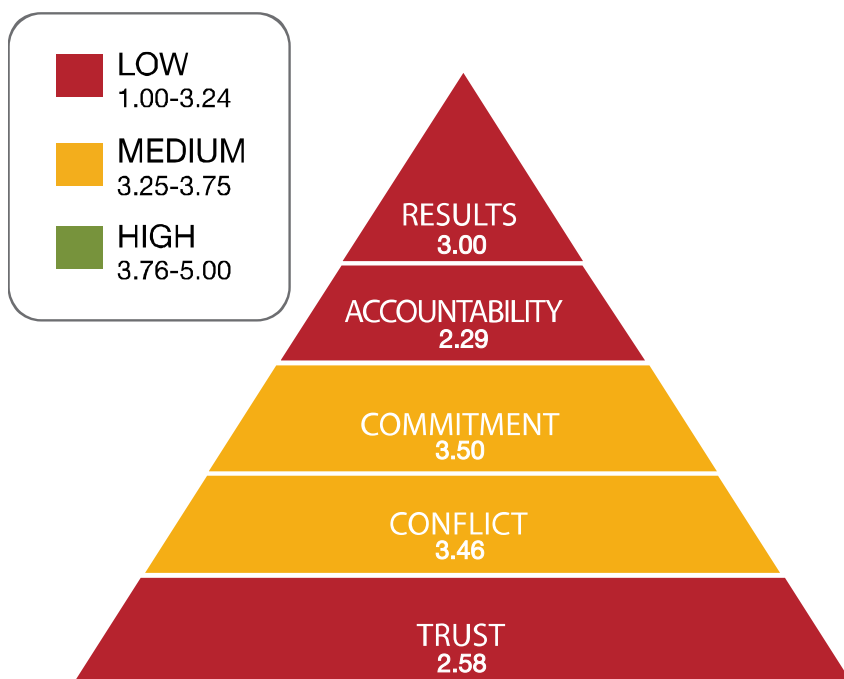 LOW
1.00-3.24
MEDIUM
3.25-3.75
HIGH
3.76-5.00
RESULTS
3.00
ACCOUNTABILITY
2.29
COMMITMENT
3.50
CONFLICT
3.46
TRUST
2.58